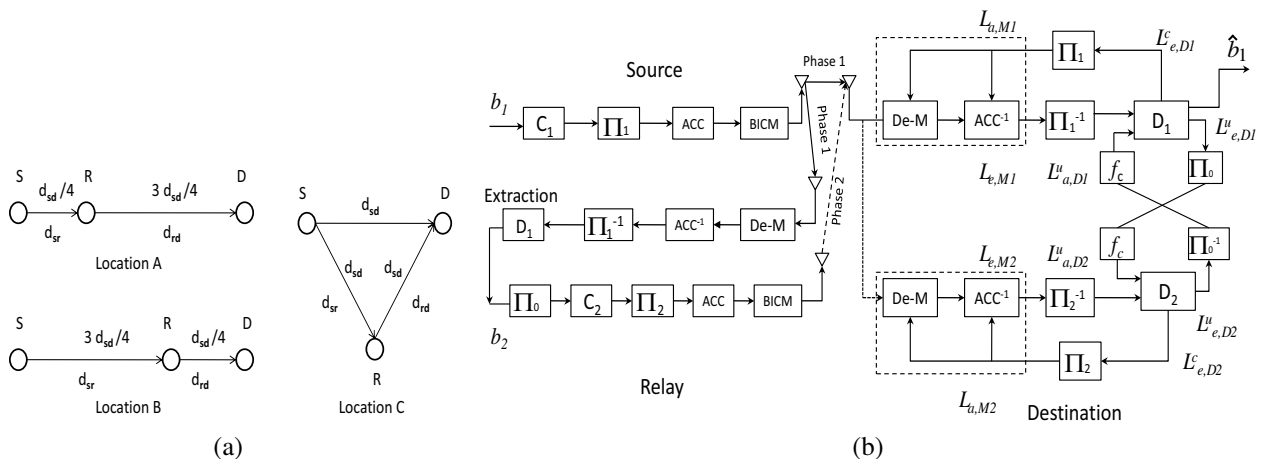 S d_sd/4 R 3 d_sd/4 D
d_sr d_rd
Location A
S 3 d_sd/4 R d_sd/4 D
d_sr d_rd
Location B
S d_sd D
d_sd d_sd
d_sr d_rd
R
Location C
(a)
Source
b_1 C_1 Π_1 ACC BICM
Phase 1
Phase 1
Phase 2
Extraction
D_1 Π_1^-1 ACC^-1 De-M
b_2 Π_0 C_2 Π_2 ACC BICM
Relay
L_a,M1 Π_1 L^c_e,D1 b̂_1
De-M ACC^-1 Π_1^-1 D_1
L_e,M1 L^u_a,D1 f_c Π_0 L^u_e,D1
L_e,M2 L^u_a,D2 f_c Π_0^-1
De-M ACC^-1 Π_2^-1 D_2
L^u_e,D2
Π_2 L^c_e,D2
L_a,M2
Destination
(b)